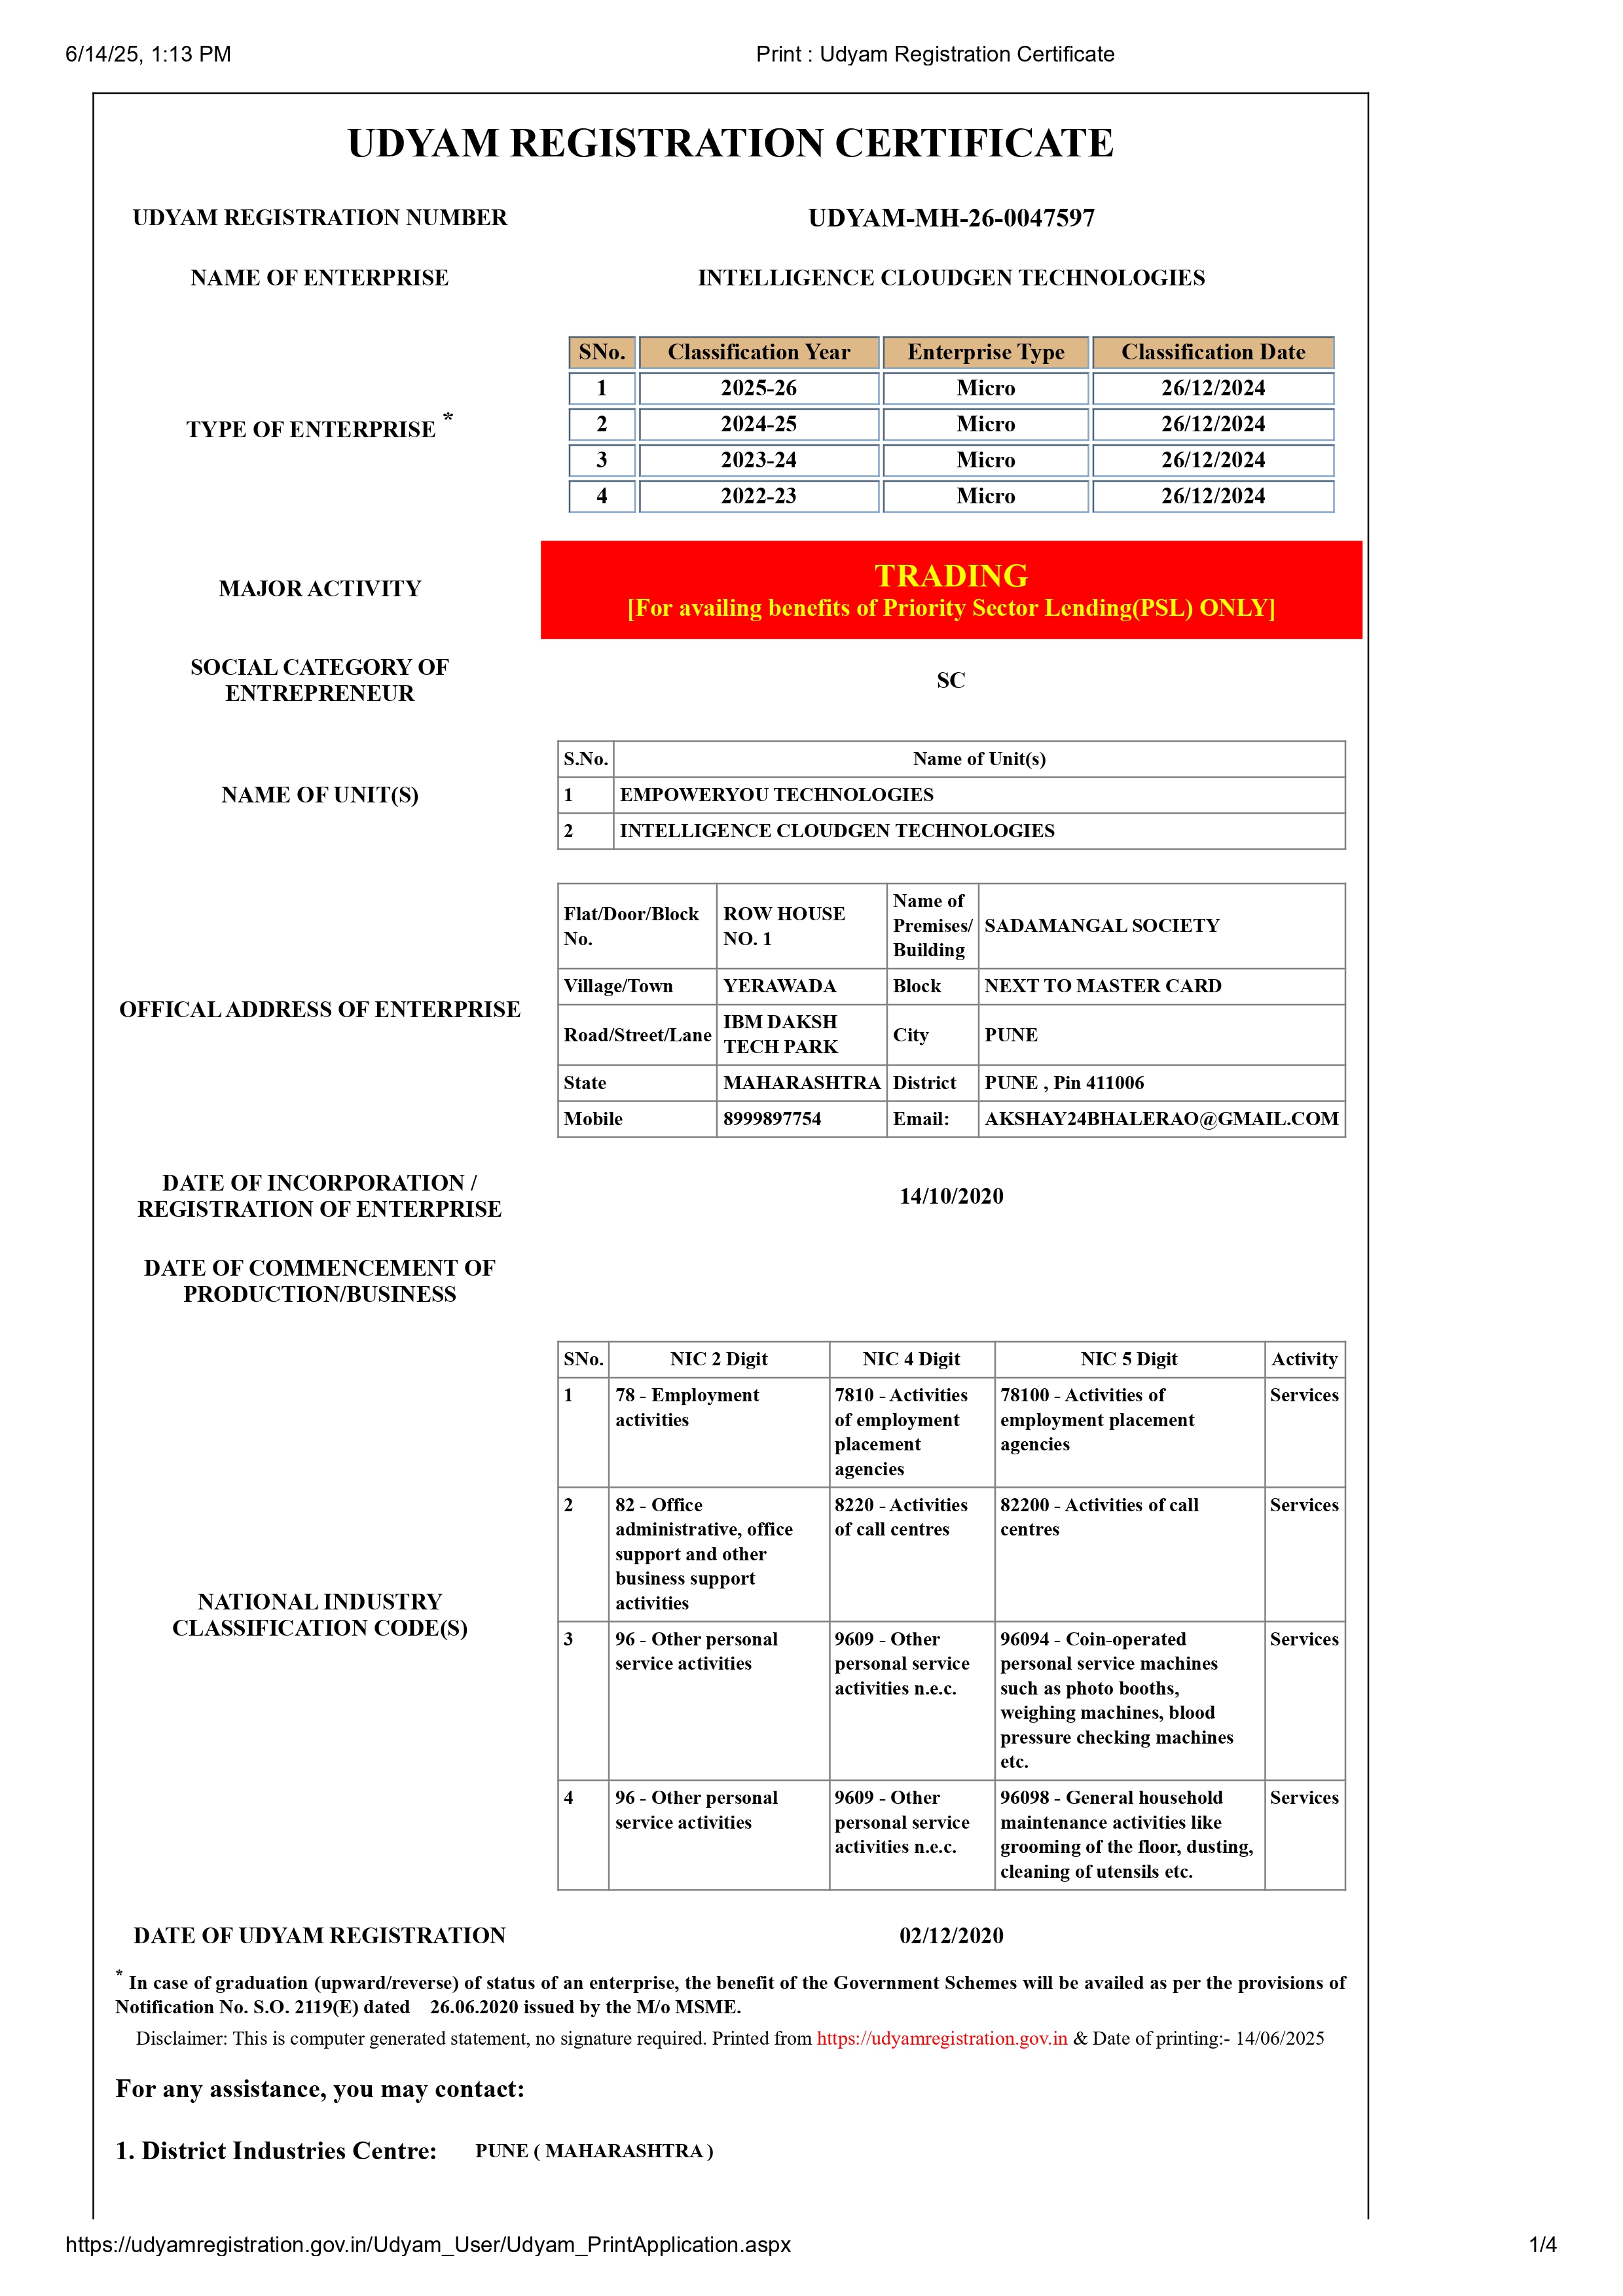 6/14/25, 1:13 PM
Print : Udyam Registration Certificate
UDYAM REGISTRATION CERTIFICATE
UDYAM REGISTRATION NUMBER UDYAM-MH-26-0047597
NAME OF ENTERPRISE INTELLIGENCE CLOUDGEN TECHNOLOGIES
TYPE OF ENTERPRISE *
SNo. Classification Year Enterprise Type Classification Date
1 2025-26 Micro 26/12/2024
2 2024-25 Micro 26/12/2024
3 2023-24 Micro 26/12/2024
4 2022-23 Micro 26/12/2024
MAJOR ACTIVITY
TRADING
[For availing benefits of Priority Sector Lending(PSL) ONLY]
SOCIAL CATEGORY OF
ENTREPRENEUR
SC
NAME OF UNIT(S)
S.No. Name of Unit(s)
1 EMPOWERYOU TECHNOLOGIES
2 INTELLIGENCE CLOUDGEN TECHNOLOGIES
OFFICAL ADDRESS OF ENTERPRISE
Flat/Door/Block
No.
ROW HOUSE
NO. 1
Name of
Premises/
Building
SADAMANGAL SOCIETY
Village/Town YERAWADA Block NEXT TO MASTER CARD
Road/Street/Lane
IBM DAKSH
TECH PARK
City PUNE
State MAHARASHTRA District PUNE , Pin 411006
Mobile 8999897754 Email: AKSHAY24BHALERAO@GMAIL.COM
DATE OF INCORPORATION /
REGISTRATION OF ENTERPRISE
14/10/2020
DATE OF COMMENCEMENT OF
PRODUCTION/BUSINESS
NATIONAL INDUSTRY
CLASSIFICATION CODE(S)
SNo. NIC 2 Digit NIC 4 Digit NIC 5 Digit Activity
1
78 - Employment
activities
7810 - Activities
of employment
placement
agencies
78100 - Activities of
employment placement
agencies
Services
2
82 - Office
administrative, office
support and other
business support
activities
8220 - Activities
of call centres
82200 - Activities of call
centres
Services
3
96 - Other personal
service activities
9609 - Other
personal service
activities n.e.c.
96094 - Coin-operated
personal service machines
such as photo booths,
weighing machines, blood
pressure checking machines
etc.
Services
4
96 - Other personal
service activities
9609 - Other
personal service
activities n.e.c.
96098 - General household
maintenance activities like
grooming of the floor, dusting,
cleaning of utensils etc.
Services
DATE OF UDYAM REGISTRATION 02/12/2020
* In case of graduation (upward/reverse) of status of an enterprise, the benefit of the Government Schemes will be availed as per the provisions of
Notification No. S.O. 2119(E) dated 26.06.2020 issued by the M/o MSME.
Disclaimer: This is computer generated statement, no signature required. Printed from https://udyamregistration.gov.in & Date of printing:- 14/06/2025
For any assistance, you may contact:
1. District Industries Centre: PUNE ( MAHARASHTRA )
https://udyamregistration.gov.in/Udyam_User/Udyam_PrintApplication.aspx
1/4